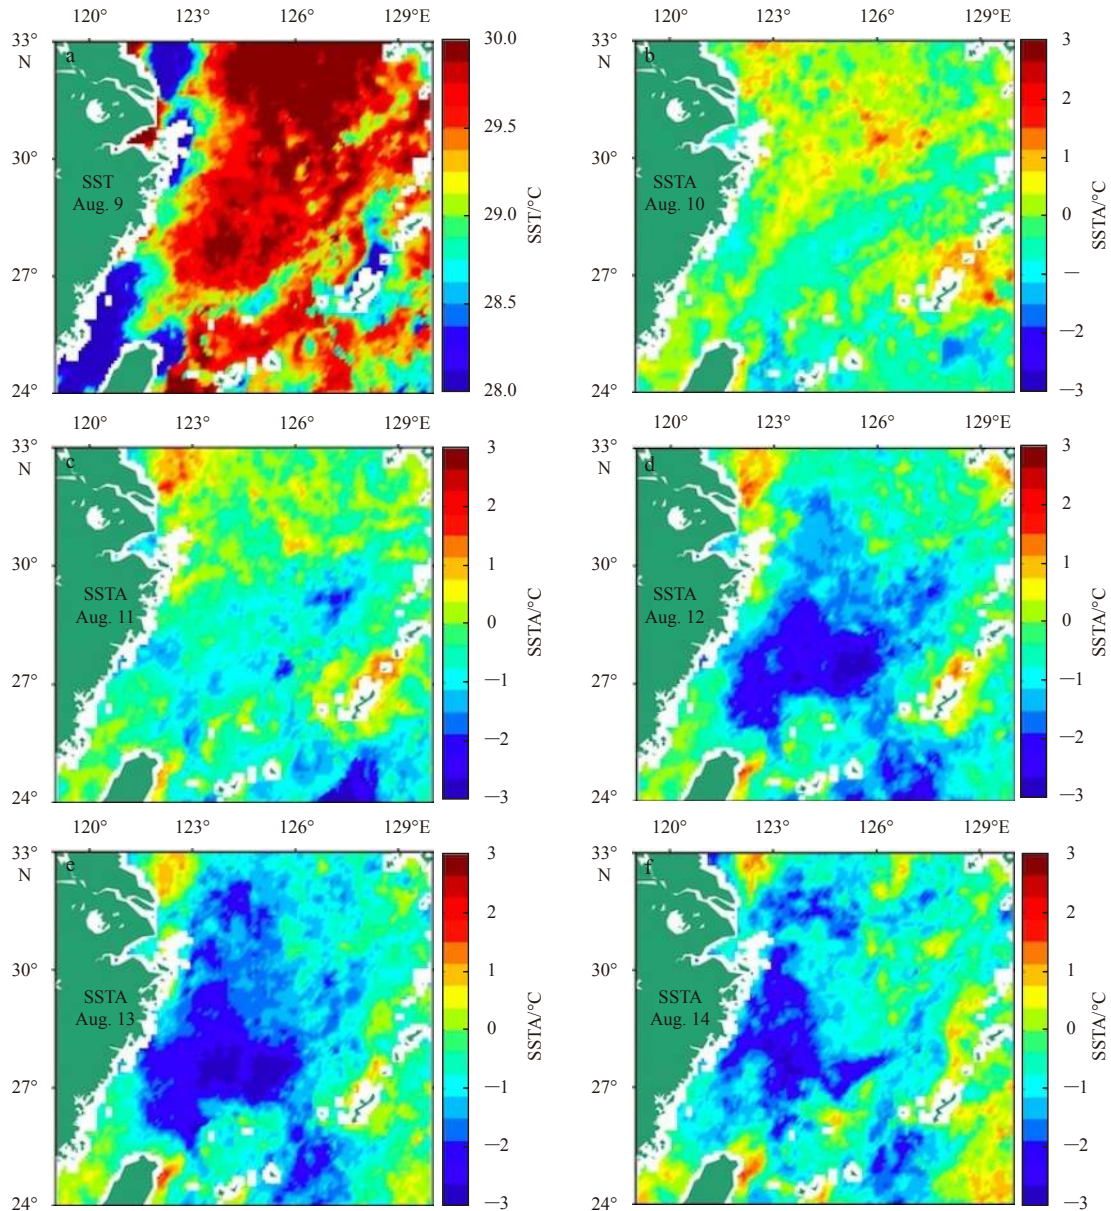 120° 123° 126° 129°E
33°
N
30°
27°
24°
a
SST
Aug. 9
30.0
29.5
29.0
28.5
28.0
SST/°C
120° 123° 126° 129°E
33°
N
30°
27°
24°
b
SSTA
Aug. 10
3
2
1
0
—
—2
—3
SSTA/°C
120° 123° 126° 129°E
33°
N
30°
27°
24°
c
SSTA
Aug. 11
3
2
1
0
—1
—2
—3
SSTA/°C
120° 123° 126° 129°E
33°
N
30°
27°
24°
d
SSTA
Aug. 12
3
2
1
0
—1
—2
—3
SSTA/°C
120° 123° 126° 129°E
33°
N
30°
27°
24°
e
SSTA
Aug. 13
3
2
1
0
—1
—2
—3
SSTA/°C
120° 123° 126° 129°E
33°
N
30°
27°
24°
f
SSTA
Aug. 14
3
2
1
0
—1
—2
—3
SSTA/°C